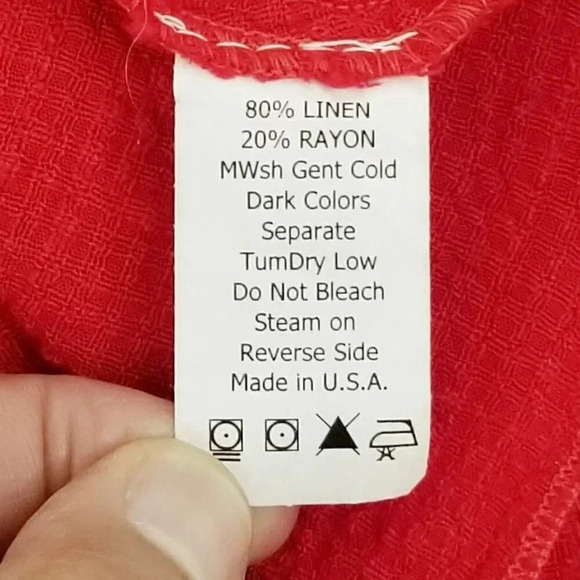 80% LINEN
20% RAYON
MWsh Gent Cold
Dark Colors
Separate
TumDry Low
Do Not Bleach
Steam on
Reverse Side
Made in U.S.A.